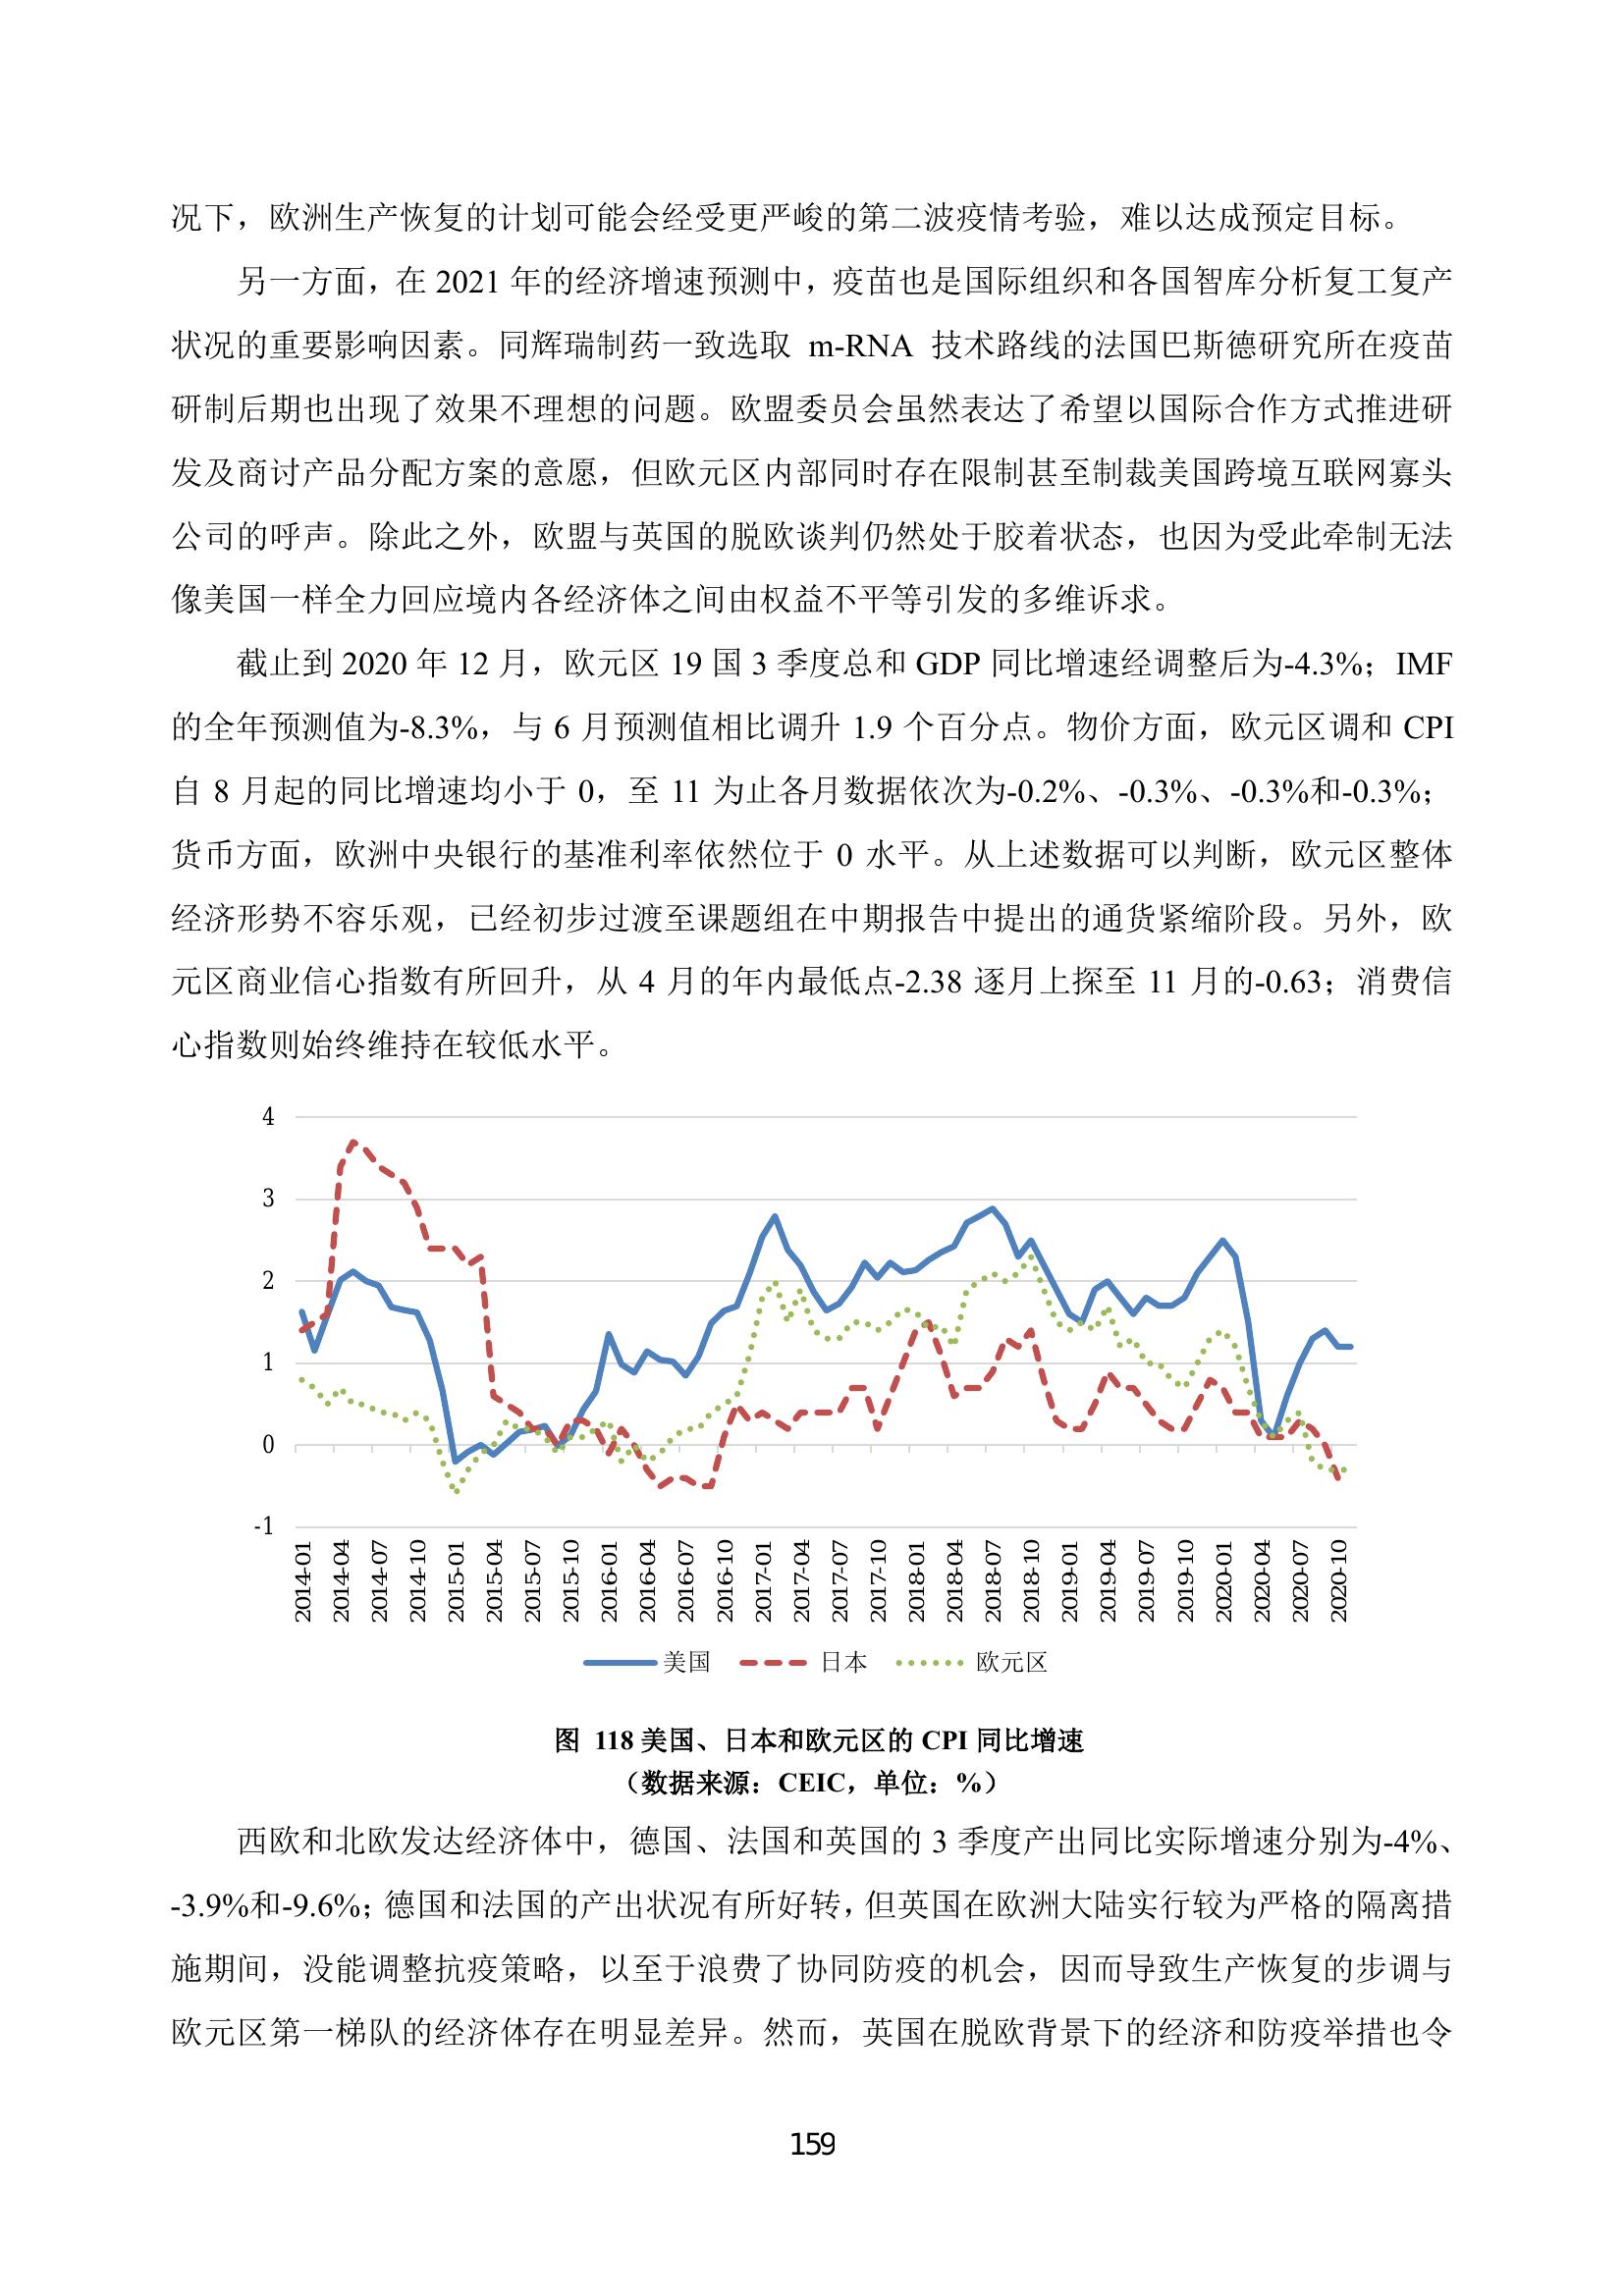 况下，欧洲生产恢复的计划可能会经受更严峻的第二波疫情考验，难以达成预定目标。
另一方面，在 2021 年的经济增速预测中，疫苗也是国际组织和各国智库分析复工复产
状况的重要影响因素。同辉瑞制药一致选取 m-RNA 技术路线的法国巴斯德研究所在疫苗
研制后期也出现了效果不理想的问题。欧盟委员会虽然表达了希望以国际合作方式推进研
发及商讨产品分配方案的意愿，但欧元区内部同时存在限制甚至制裁美国跨境互联网寡头
公司的呼声。除此之外，欧盟与英国的脱欧谈判仍然处于胶着状态，也因为受此牵制无法
像美国一样全力回应境内各经济体之间由权益不平等引发的多维诉求。
截止到 2020 年 12 月，欧元区 19 国 3 季度总和 GDP 同比增速经调整后为-4.3%；IMF
的全年预测值为-8.3%，与 6 月预测值相比调升 1.9 个百分点。物价方面，欧元区调和 CPI
自 8 月起的同比增速均小于 0，至 11 为止各月数据依次为-0.2%、-0.3%、-0.3%和-0.3%；
货币方面，欧洲中央银行的基准利率依然位于 0 水平。从上述数据可以判断，欧元区整体
经济形势不容乐观，已经初步过渡至课题组在中期报告中提出的通货紧缩阶段。另外，欧
元区商业信心指数有所回升，从 4 月的年内最低点-2.38 逐月上探至 11 月的-0.63；消费信
心指数则始终维持在较低水平。
4
3
2
1
0
-1
2014-01 2014-04 2014-07 2014-10 2015-01 2015-04 2015-07 2015-10 2016-01 2016-04 2016-07 2016-10 2017-01 2017-04 2017-07 2017-10 2018-01 2018-04 2018-07 2018-10 2019-01 2019-04 2019-07 2019-10 2020-01 2020-04 2020-07 2020-10
美国 日本 欧元区
图 118 美国、日本和欧元区的 CPI 同比增速
（数据来源：CEIC，单位：%）
西欧和北欧发达经济体中，德国、法国和英国的 3 季度产出同比实际增速分别为-4%、
-3.9%和-9.6%；德国和法国的产出状况有所好转，但英国在欧洲大陆实行较为严格的隔离措
施期间，没能调整抗疫策略，以至于浪费了协同防疫的机会，因而导致生产恢复的步调与
欧元区第一梯队的经济体存在明显差异。然而，英国在脱欧背景下的经济和防疫举措也令
159